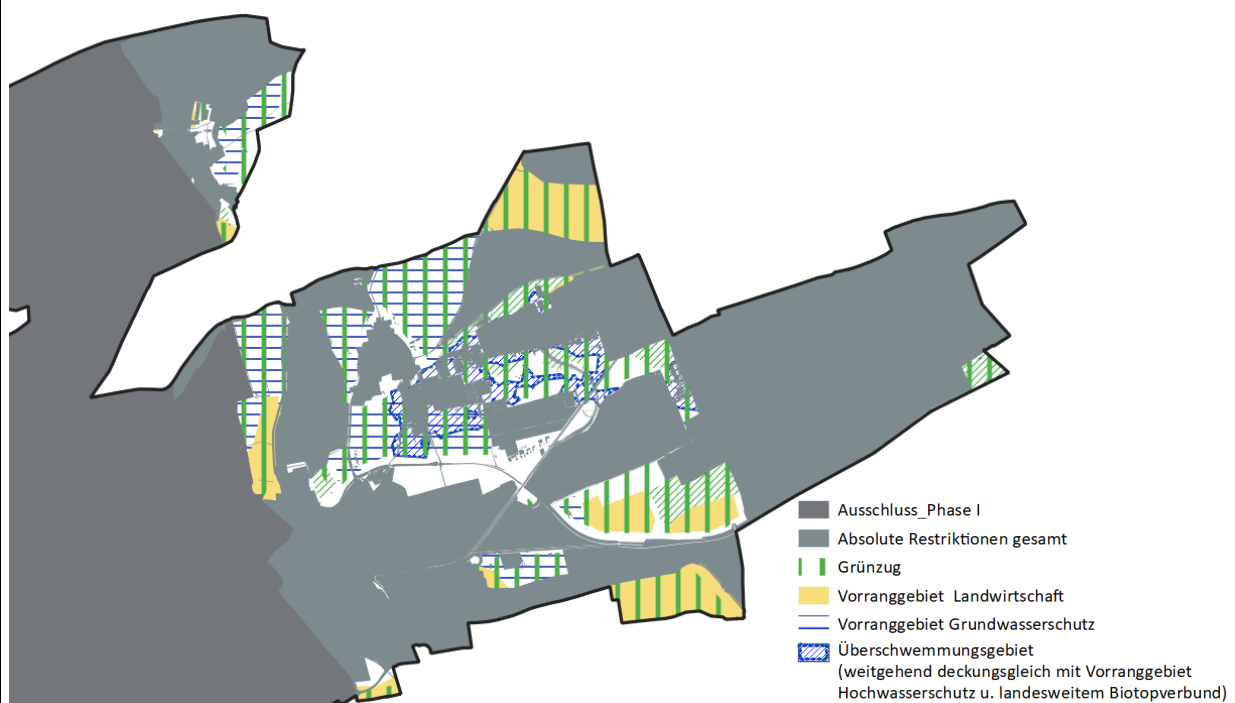 Ausschluss_Phase I
Absolute Restriktionen gesamt
Grünzug
Vorranggebiet Landwirtschaft
Vorranggebiet Grundwasserschutz
Überschwemmungsgebiet
(weitgehend deckungsgleich mit Vorranggebiet
Hochwasserschutz u. landesweitem Biotopverbund)